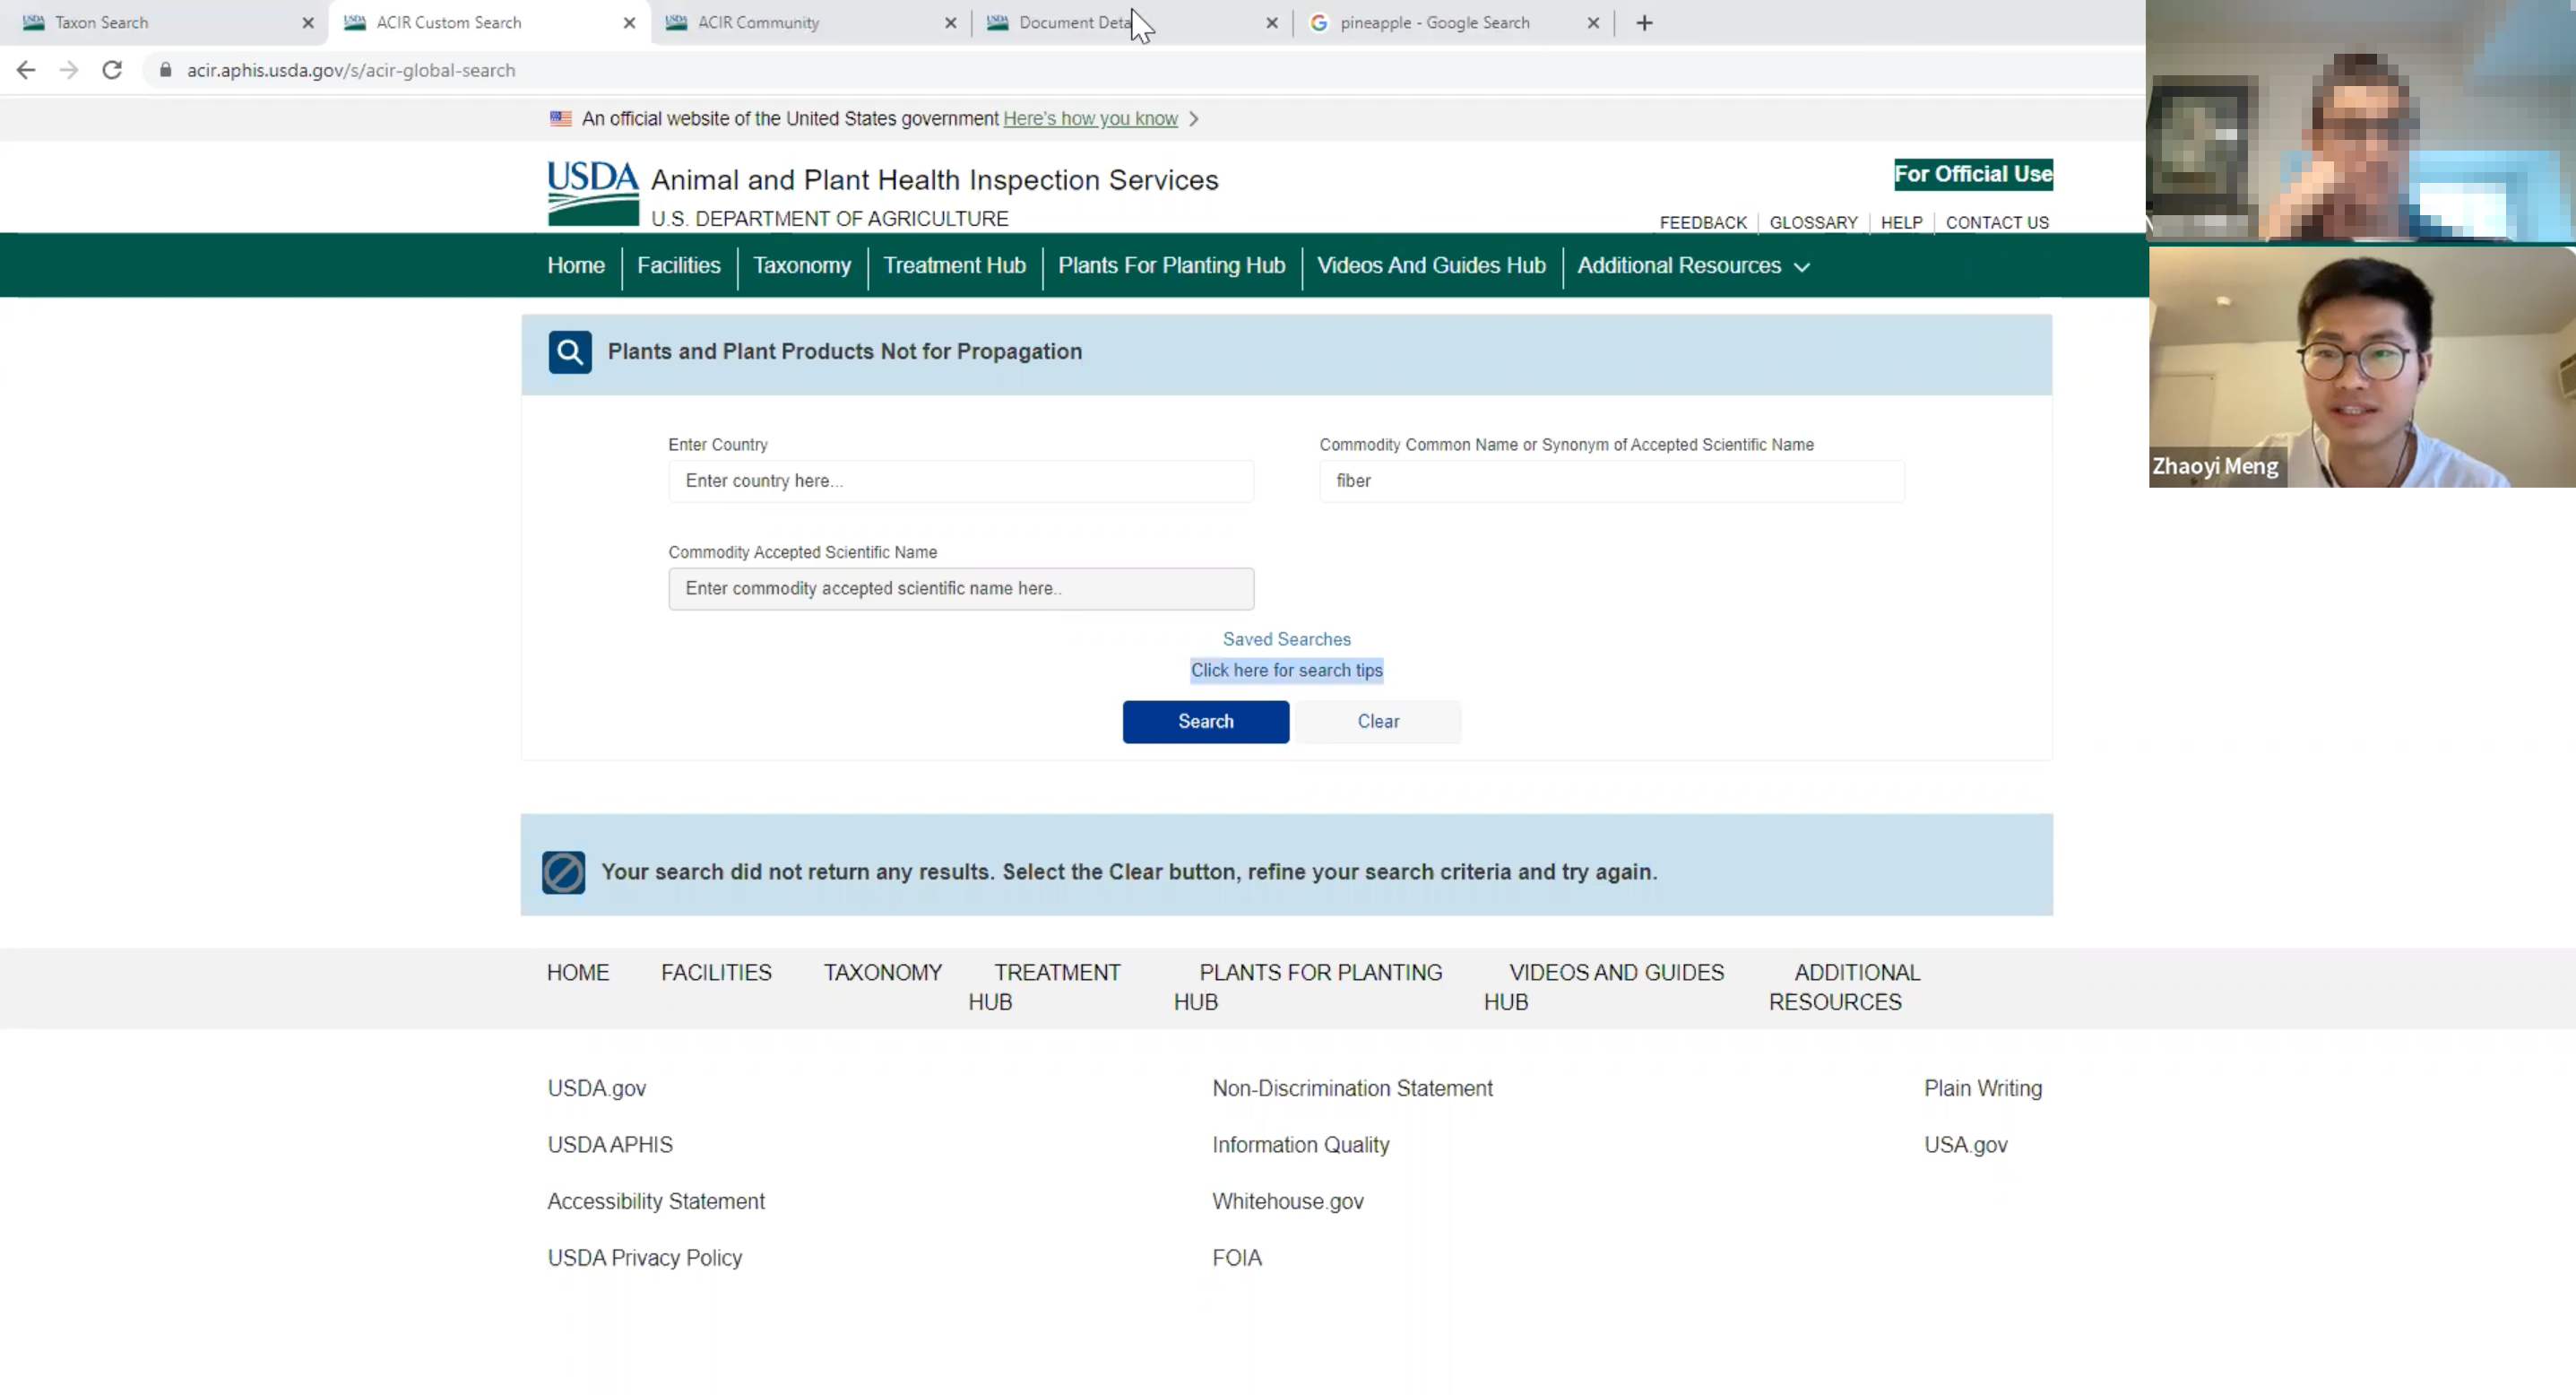 Taxon Search
ACIR Custom Search
ACIR Community
Document Deta
pineapple - Google Search
acir.aphis.usda.gov/s/acir-global-search
An official website of the United States government Here's how you know
USDA Animal and Plant Health Inspection Services
U.S. DEPARTMENT OF AGRICULTURE
For Official Use
FEEDBACK GLOSSARY HELP CONTACT US
Home Facilities Taxonomy Treatment Hub Plants For Planting Hub Videos And Guides Hub Additional Resources
Plants and Plant Products Not for Propagation
Enter Country
Enter country here...
Commodity Common Name or Synonym of Accepted Scientific Name
fiber
Commodity Accepted Scientific Name
Enter commodity accepted scientific name here..
Saved Searches
Click here for search tips
Search
Clear
Your search did not return any results. Select the Clear button, refine your search criteria and try again.
HOME
FACILITIES
TAXONOMY
TREATMENT
HUB
PLANTS FOR PLANTING
HUB
VIDEOS AND GUIDES
HUB
ADDITIONAL
RESOURCES
USDA.gov
USDA APHIS
Accessibility Statement
USDA Privacy Policy
Non-Discrimination Statement
Information Quality
Whitehouse.gov
FOIA
Plain Writing
USA.gov
Zhaoyi Meng